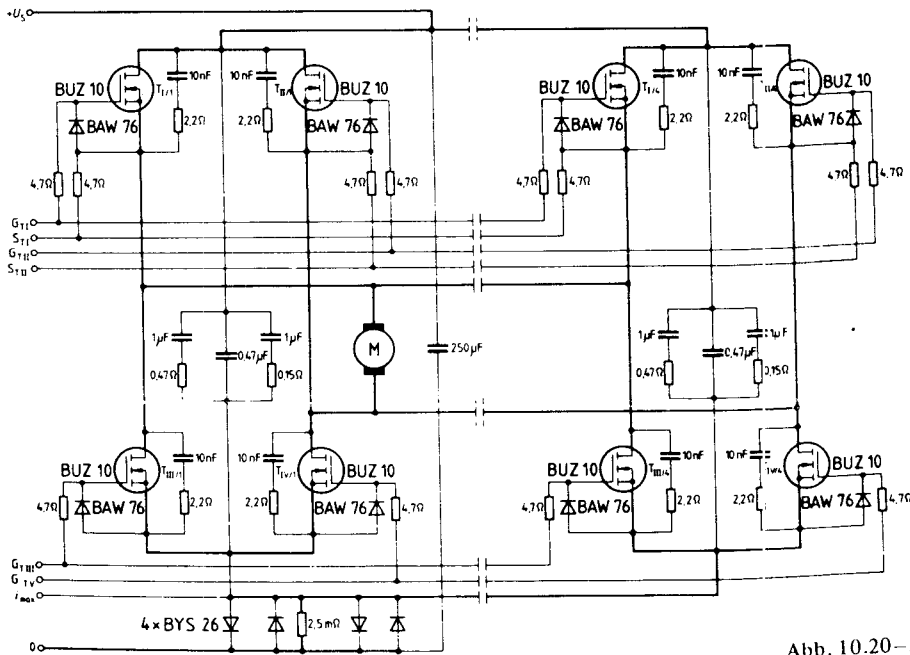 +U_S
10nF 10nF 10nF 10nF
BUZ 10 T_I/1 BUZ 10 BUZ 10 T_I/4 BUZ 10
BAW 76 2,2Ω 2,2Ω BAW 76 BAW 76 2,2Ω 2,2Ω BAW 76
4,7Ω 4,7Ω 4,7Ω 4,7Ω 4,7Ω 4,7Ω 4,7Ω 4,7Ω
G_TI
S_TI
G_TII
S_TII
1µF 1µF M 250µF 1µF 1µF
0,47µF 0,47µF
0,47Ω 0,15Ω 0,47Ω 0,15Ω
BUZ 10 T_III/1 10nF 10nF T_IV/1 BUZ 10 BUZ 10 T_III/4 10nF 10nF BUZ 10
4,7Ω BAW 76 2,2Ω 2,2Ω BAW 76 4,7Ω 4,7Ω BAW 76 2,2Ω 2,2Ω BAW 76 4,7Ω
G_TIII
G_TV
i_max
4×BYS 26 2,5mΩ
0
Abb. 10.20–